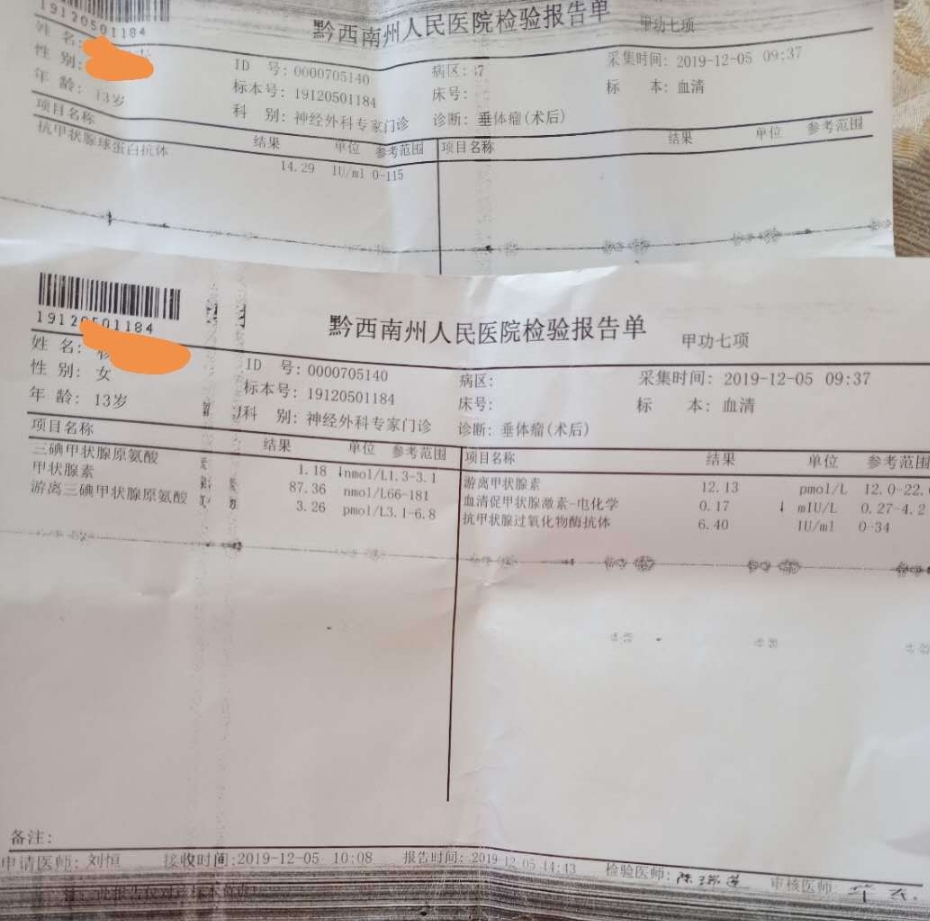 19120501184
黔西南州人民医院检验报告单 甲功七项
姓 名:
性 别:
年 龄: 13岁
ID 号: 0000705140
标本号: 19120501184
科 别: 神经外科专家门诊
病区: 17
床号:
诊断: 垂体瘤(术后)
采集时间: 2019-12-05 09:37
标 本: 血清
项目名称 结果 单位 参考范围 项目名称 结果 单位 参考范围
抗甲状腺球蛋白抗体 14.29 IU/ml 0-115
19120501184
黔西南州人民医院检验报告单 甲功七项
姓 名:
性 别: 女
年 龄: 13岁
ID 号: 0000705140
标本号: 19120501184
科 别: 神经外科专家门诊
病区:
床号:
诊断: 垂体瘤(术后)
采集时间: 2019-12-05 09:37
标 本: 血清
项目名称 结果 单位 参考范围 项目名称 结果 单位 参考范围
三碘甲状腺原氨酸 1.18 ↓nmol/L1.3-3.1
甲状腺素 87.36 nmol/L66-181
游离三碘甲状腺原氨酸 3.26 pmol/L3.1-6.8
游离甲状腺素 12.13 pmol/L 12.0-22.
血清促甲状腺激素-电化学 0.17 ↓ mIU/L 0.27-4.2
抗甲状腺过氧化物酶抗体 6.40 IU/ml 0-34
备注:
申请医师: 刘恒 接收时间:2019-12-05 10:08 报告时间: 2019-12-05 14:43 检验医师: 审核医师: